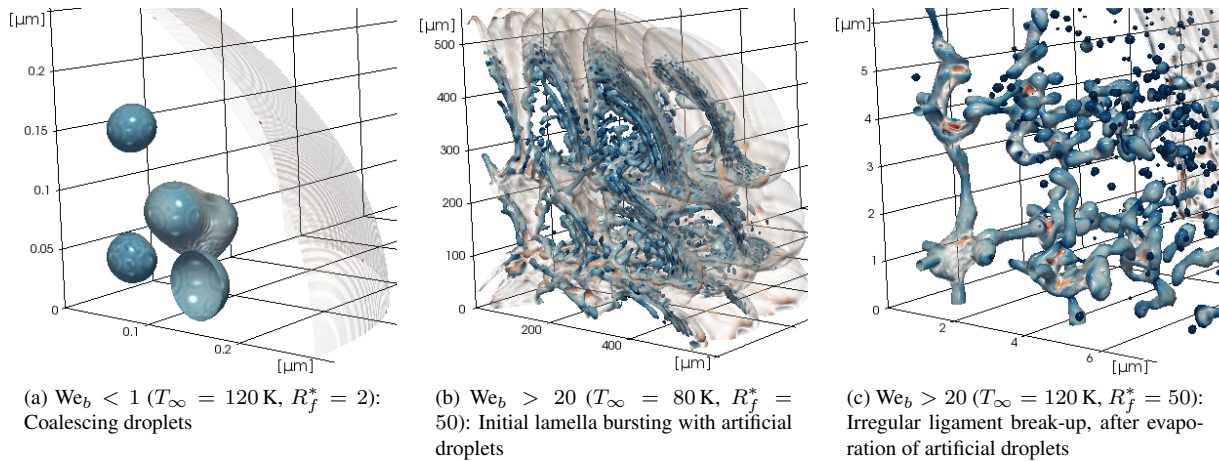 [µm]
0.2
0.15
0.1
0.05
0
0.1
0.2
[µm]
(a) We_b < 1 (T_∞ = 120 K, R_f^* = 2):
Coalescing droplets
[µm]
500
400
300
200
100
0
200
400
[µm]
(b) We_b > 20 (T_∞ = 80 K, R_f^* =
50): Initial lamella bursting with artificial
droplets
[µm]
5
4
3
2
1
0
2
4
6
[µm]
(c) We_b > 20 (T_∞ = 120 K, R_f^* = 50):
Irregular ligament break-up, after evapo-
ration of artificial droplets